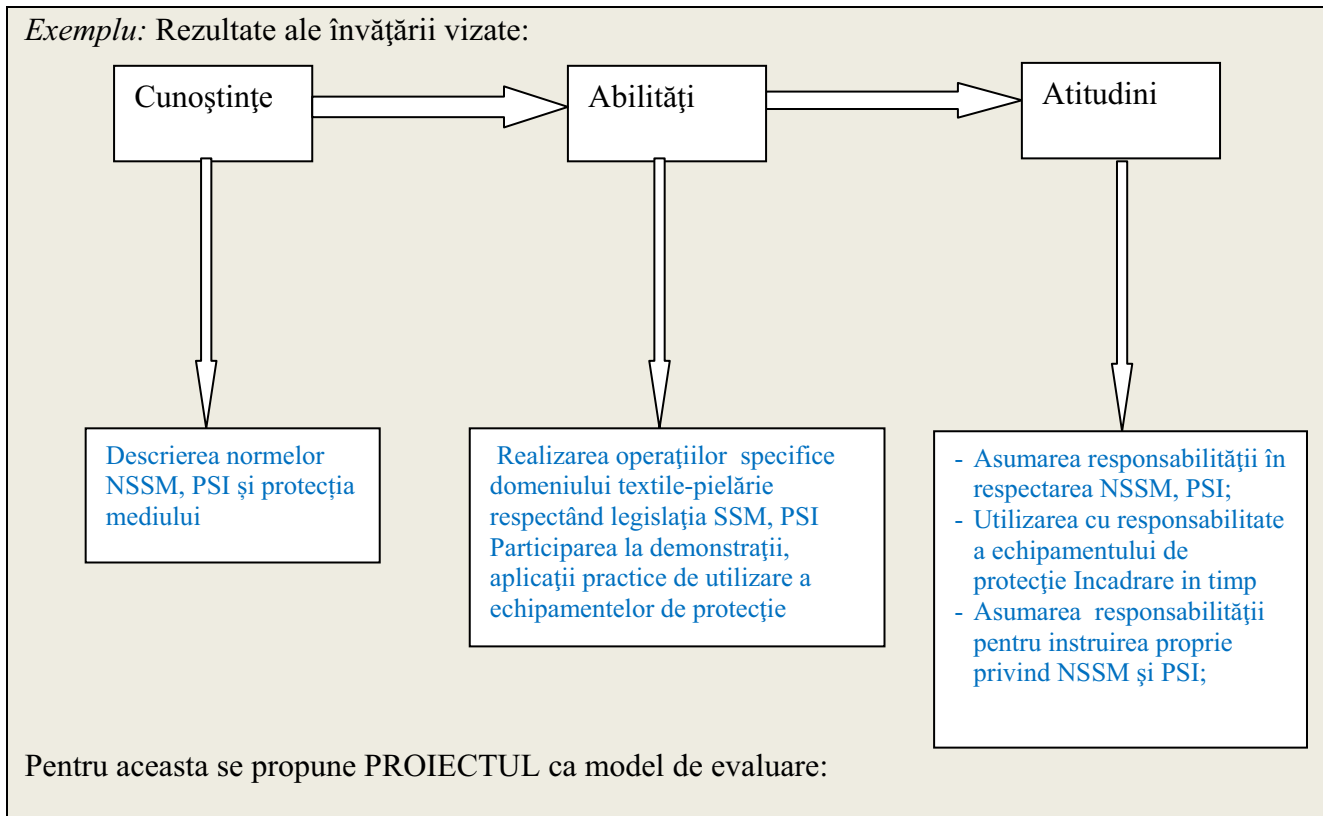 Exemplu: Rezultate ale învăţării vizate:
Cunoştinţe
Abilităţi
Atitudini
Descrierea normelor
NSSM, PSI și protecția
mediului
Realizarea operaţiilor specifice
domeniului textile-pielărie
respectând legislaţia SSM, PSI
Participarea la demonstraţii,
aplicaţii practice de utilizare a
echipamentelor de protecţie
- Asumarea responsabilităţii în
respectarea NSSM, PSI;
- Utilizarea cu responsabilitate
a echipamentului de
protecţie Incadrare in timp
- Asumarea responsabilităţii
pentru instruirea proprie
privind NSSM şi PSI;
Pentru aceasta se propune PROIECTUL ca model de evaluare: